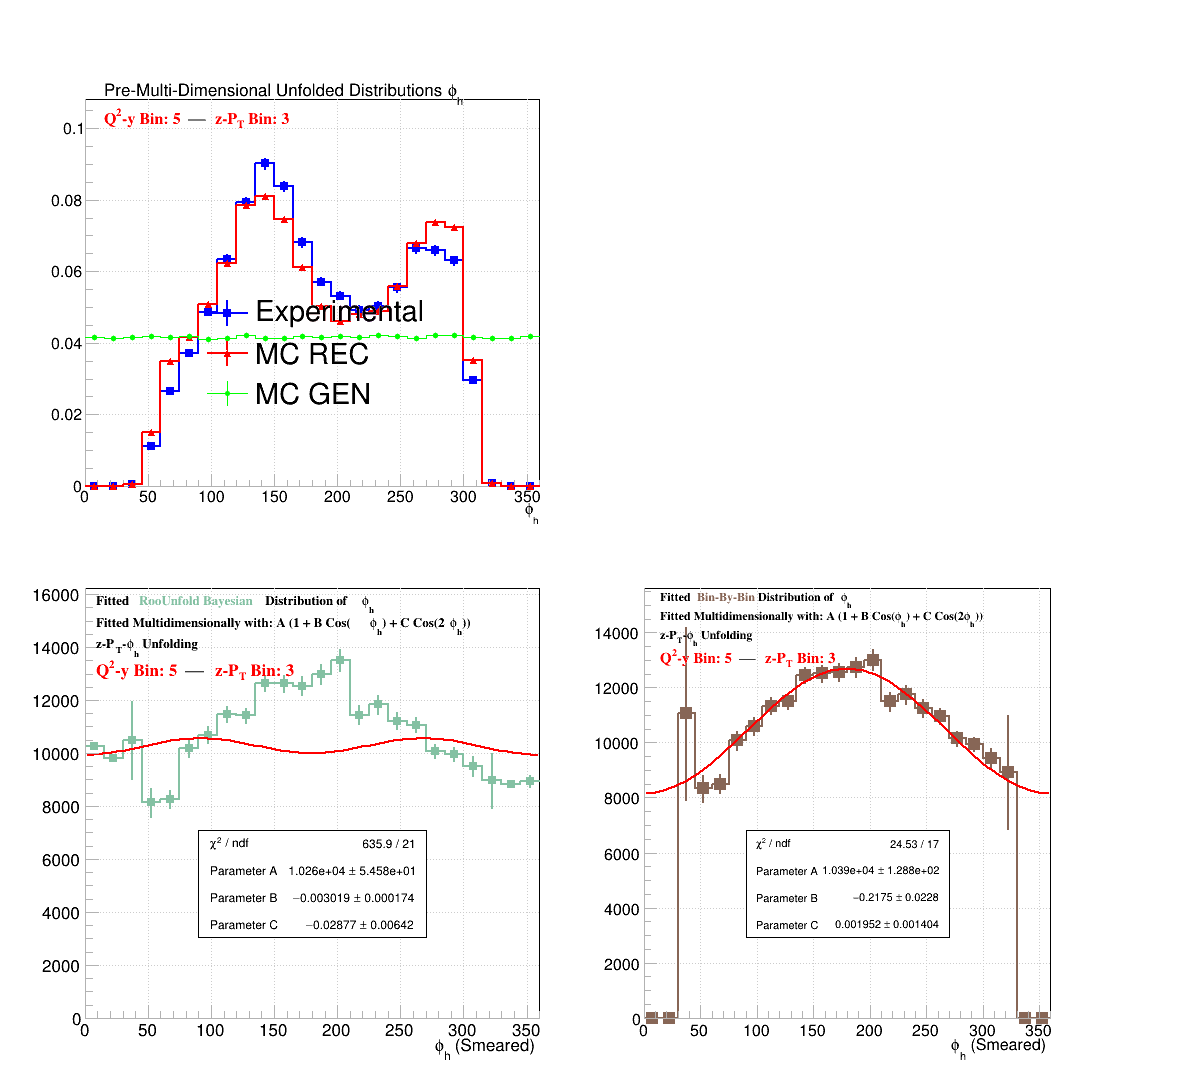 Pre-Multi-Dimensional Unfolded Distributions ϕh
Q²-y Bin: 5 — z-PT Bin: 3
0.1
0.08
0.06
0.04
0.02
0
Experimental
MC REC
MC GEN
0 50 100 150 200 250 300 350
ϕh
Fitted RooUnfold Bayesian Distribution of ϕh
Fitted Multidimensionally with: A (1 + B Cos( ϕh) + C Cos(2 ϕh))
z-PT-ϕh Unfolding
Q²-y Bin: 5 — z-PT Bin: 3
16000
14000
12000
10000
8000
6000
4000
2000
0
χ² / ndf 635.9 / 21
Parameter A 1.026e+04 ± 5.458e+01
Parameter B −0.003019 ± 0.000174
Parameter C −0.02877 ± 0.00642
0 50 100 150 200 250 300 350
ϕh (Smeared)
Fitted Bin-By-Bin Distribution of ϕh
Fitted Multidimensionally with: A (1 + B Cos(ϕh) + C Cos(2ϕh))
z-PT-ϕh Unfolding
Q²-y Bin: 5 — z-PT Bin: 3
14000
12000
10000
8000
6000
4000
2000
0
χ² / ndf 24.53 / 17
Parameter A 1.039e+04 ± 1.288e+02
Parameter B −0.2175 ± 0.0228
Parameter C 0.001952 ± 0.001404
0 50 100 150 200 250 300 350
ϕh (Smeared)